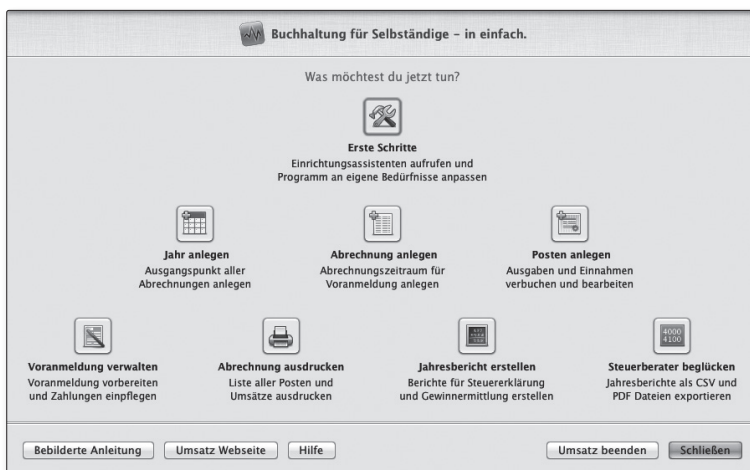 Buchhaltung für Selbständige – in einfach.
Was möchtest du jetzt tun?
Erste Schritte
Einrichtungsassistenten aufrufen und
Programm an eigene Bedürfnisse anpassen
Jahr anlegen
Ausgangspunkt aller
Abrechnungen anlegen
Abrechnung anlegen
Abrechnungszeitraum für
Voranmeldung anlegen
Posten anlegen
Ausgaben und Einnahmen
verbuchen und bearbeiten
Voranmeldung verwalten
Voranmeldung vorbereiten
und Zahlungen einpflegen
Abrechnung ausdrucken
Liste aller Posten und
Umsätze ausdrucken
Jahresbericht erstellen
Berichte für Steuererklärung
und Gewinnermittlung erstellen
4000
4100
Steuerberater beglücken
Jahresberichte als CSV und
PDF Dateien exportieren
Bebilderte Anleitung
Umsatz Webseite
Hilfe
Umsatz beenden
Schließen